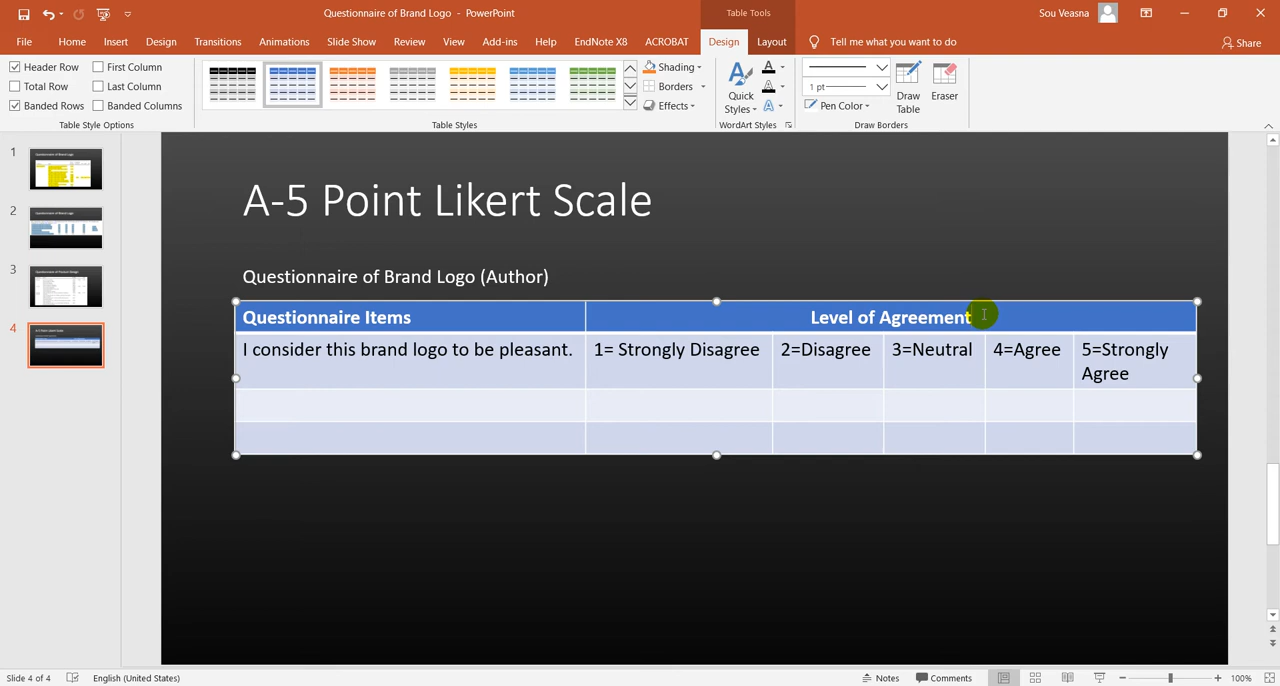 Questionnaire of Brand Logo - PowerPoint
Table Tools
Sou Veasna
File Home Insert Design Transitions Animations Slide Show Review View Add-ins Help EndNote X8 ACROBAT Design Layout Tell me what you want to do Share
Header Row First Column
Total Row Last Column
Banded Rows Banded Columns
Table Style Options
Table Styles
Shading
Borders
Effects
Quick Styles
WordArt Styles
1 pt
Pen Color
Draw Table
Eraser
Draw Borders
1
2
3
4
A-5 Point Likert Scale
Questionnaire of Brand Logo (Author)
Questionnaire Items Level of Agreement
I consider this brand logo to be pleasant. 1= Strongly Disagree 2=Disagree 3=Neutral 4=Agree 5=Strongly
Agree
Slide 4 of 4 English (United States) Notes Comments 100%